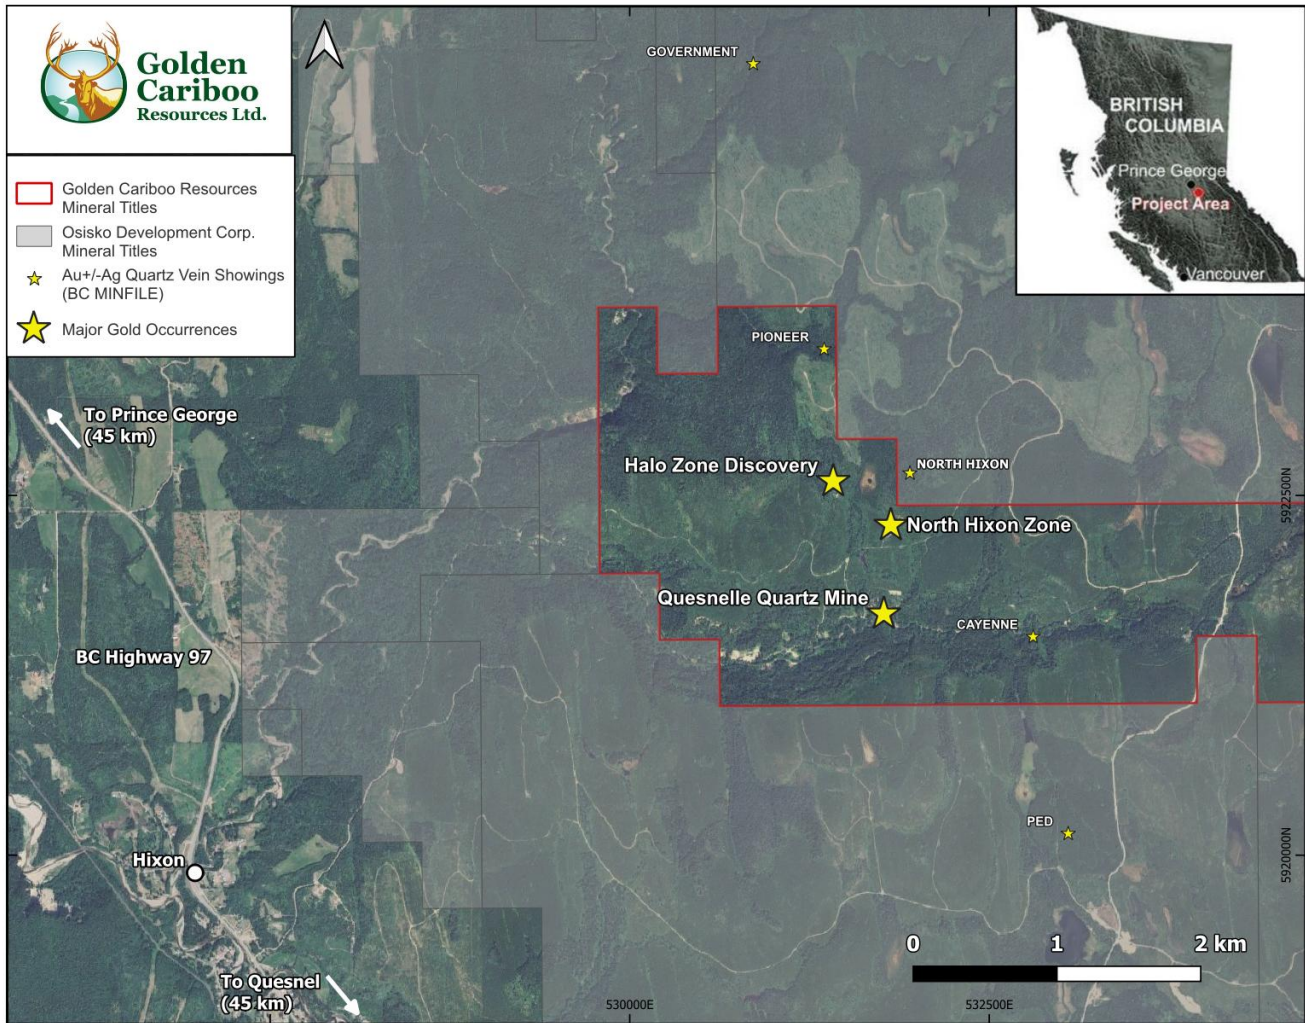 Golden
Cariboo
Resources Ltd.
Golden Cariboo Resources
Mineral Titles
Osisko Development Corp.
Mineral Titles
Au+/-Ag Quartz Vein Showings
(BC MINFILE)
Major Gold Occurrences
GOVERNMENT
BRITISH
COLUMBIA
Prince George
Project Area
Vancouver
PIONEER
To Prince George
(45 km)
Halo Zone Discovery
NORTH HIXON
5922500N
North Hixon Zone
Quesnelle Quartz Mine
CAYENNE
BC Highway 97
PED
5920000N
Hixon
0 1 2 km
To Quesnel
(45 km)
530000E
532500E